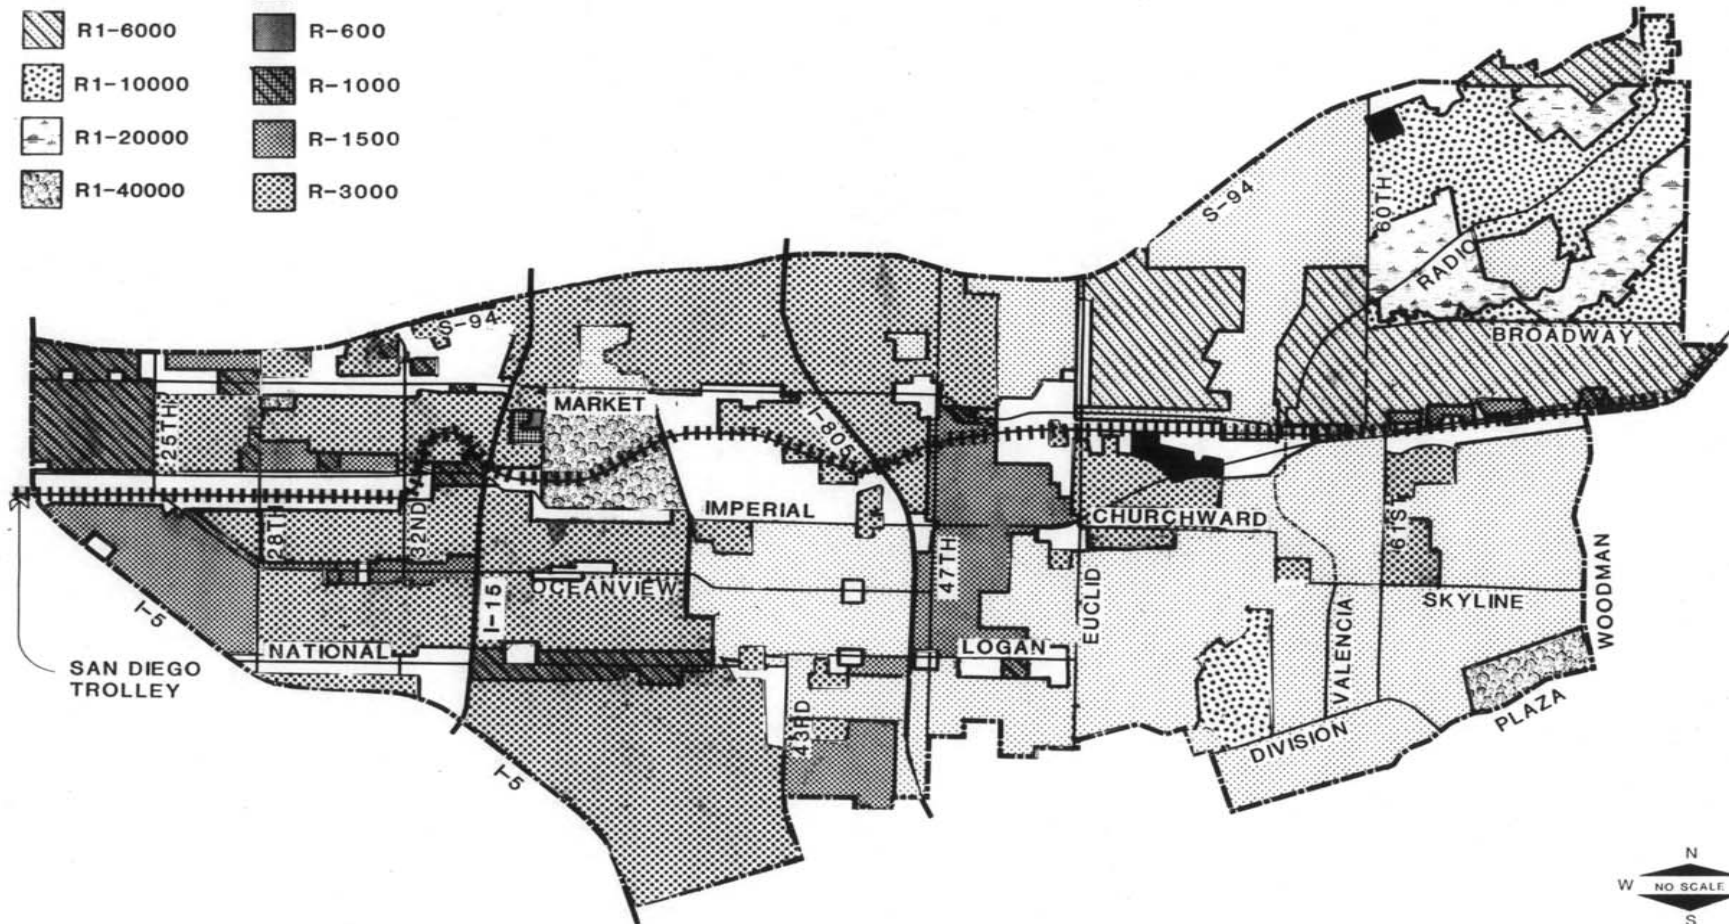 R1-6000
R-600
R1-10000
R-1000
R1-20000
R-1500
R1-40000
R-3000
S-94
60TH
RADIO
BROADWAY
S-94
25TH
MARKET
I-805
28TH
32ND
IMPERIAL
47TH
CHURCHWARD
61ST
WOODMAN
I-15
OCEANVIEW
EUCLID
VALENCIA
SKYLINE
I-5
NATIONAL
LOGAN
SAN DIEGO
TROLLEY
43RD
PLAZA
DIVISION
I-5
N
W
NO SCALE
S